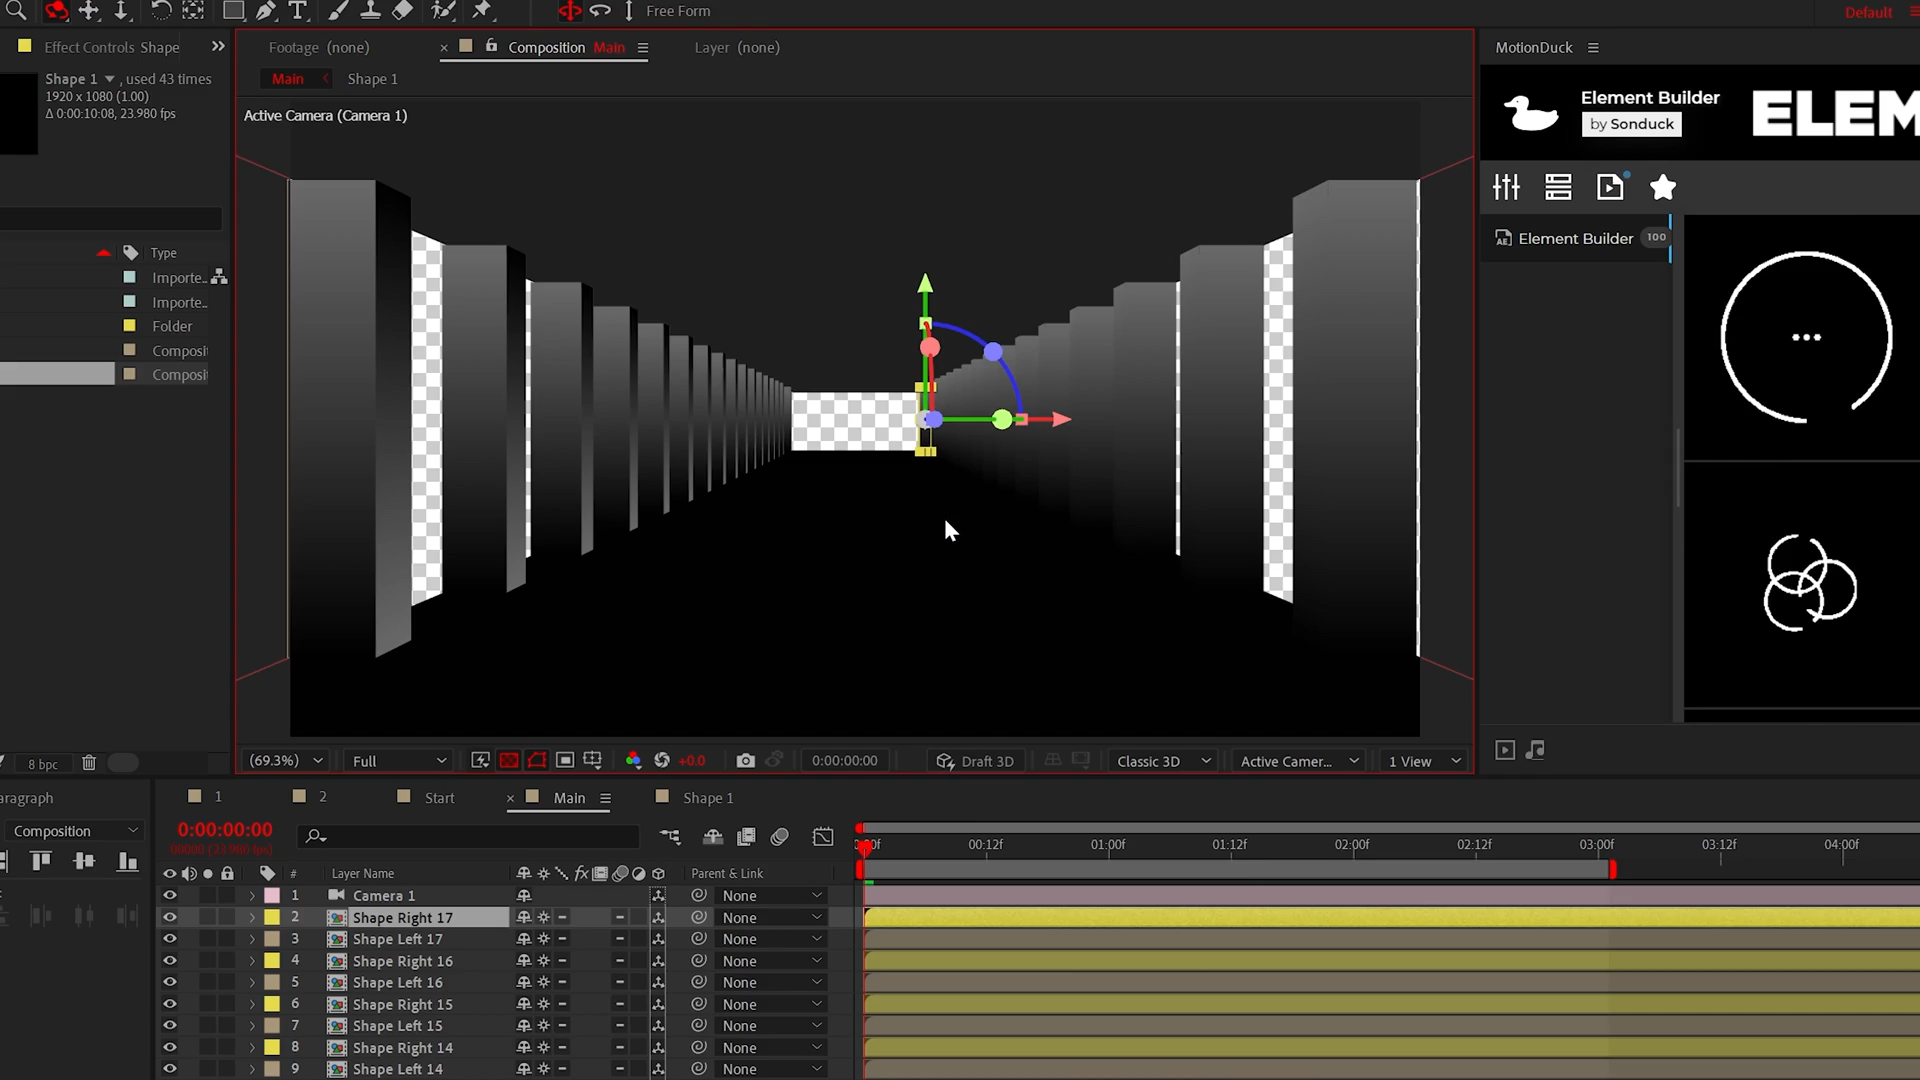 Free Form
Default
Effect Controls Shape
Footage (none)
Composition Main
Layer (none)
MotionDuck
Shape 1 , used 43 times
1920 x 1080 (1.00)
Δ 0:00:10:08, 23.980 fps
Main
Shape 1
Active Camera (Camera 1)
Element Builder
by Sonduck
ELEM
Element Builder 100
Type
Importe..
Importe..
Folder
Composit
Composit
8 bpc
(69.3%)
Full
+0.0
0:00:00:00
Draft 3D
Classic 3D
Active Camer...
1 View
aragraph
1
2
Start
Main
Shape 1
Composition
0:00:00:00
00000 (23.980 fps)
00:12f
01:00f
01:12f
02:00f
02:12f
03:00f
03:12f
04:00f
# Layer Name
fx
Parent & Link
1 Camera 1 None
2 Shape Right 17 None
3 Shape Left 17 None
4 Shape Right 16 None
5 Shape Left 16 None
6 Shape Right 15 None
7 Shape Left 15 None
8 Shape Right 14 None
9 Shape Left 14 None